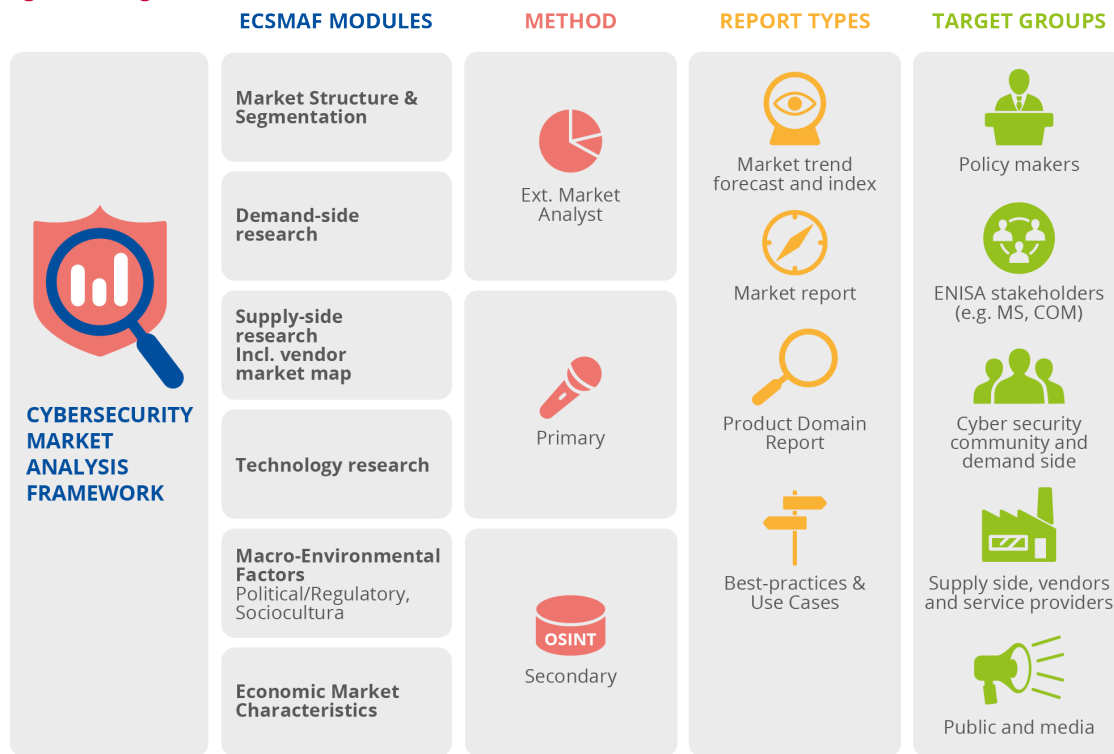 ECSMAF MODULES
METHOD
REPORT TYPES
TARGET GROUPS
CYBERSECURITY
MARKET
ANALYSIS
FRAMEWORK
Market Structure &
Segmentation
Demand-side
research
Supply-side
research
Incl. vendor
market map
Technology research
Macro-Environmental
Factors
Political/Regulatory,
Sociocultura
Economic Market
Characteristics
Ext. Market
Analyst
Primary
OSINT
Secondary
Market trend
forecast and index
Market report
Product Domain
Report
Best-practices &
Use Cases
Policy makers
ENISA stakeholders
(e.g. MS, COM)
Cyber security
community and
demand side
Supply side, vendors
and service providers
Public and media